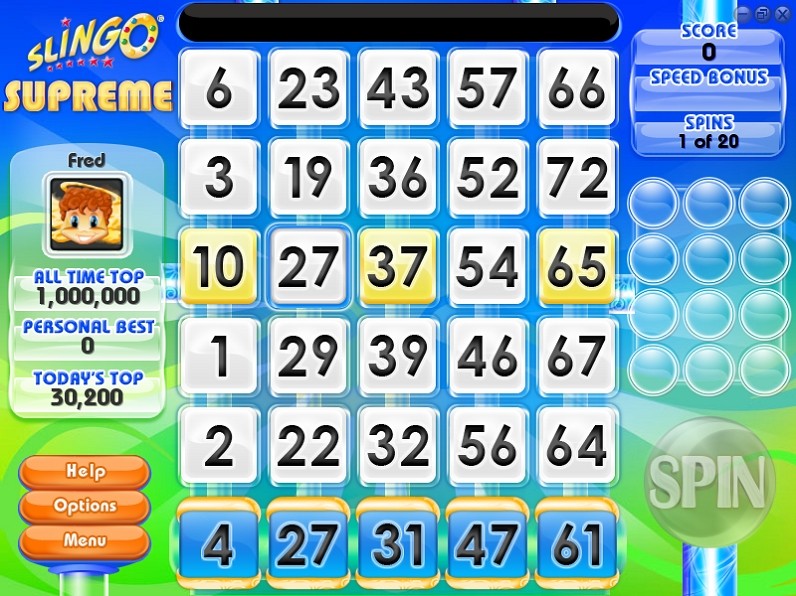 SLINGO®
SUPREME
Fred
ALL TIME TOP
1,000,000
PERSONAL BEST
0
TODAY'S TOP
30,200
Help
Options
Menu
6 23 43 57 66
3 19 36 52 72
10 27 37 54 65
1 29 39 46 67
2 22 32 56 64
4 27 31 47 61
SCORE
0
SPEED BONUS
SPINS
1 of 20
SPIN